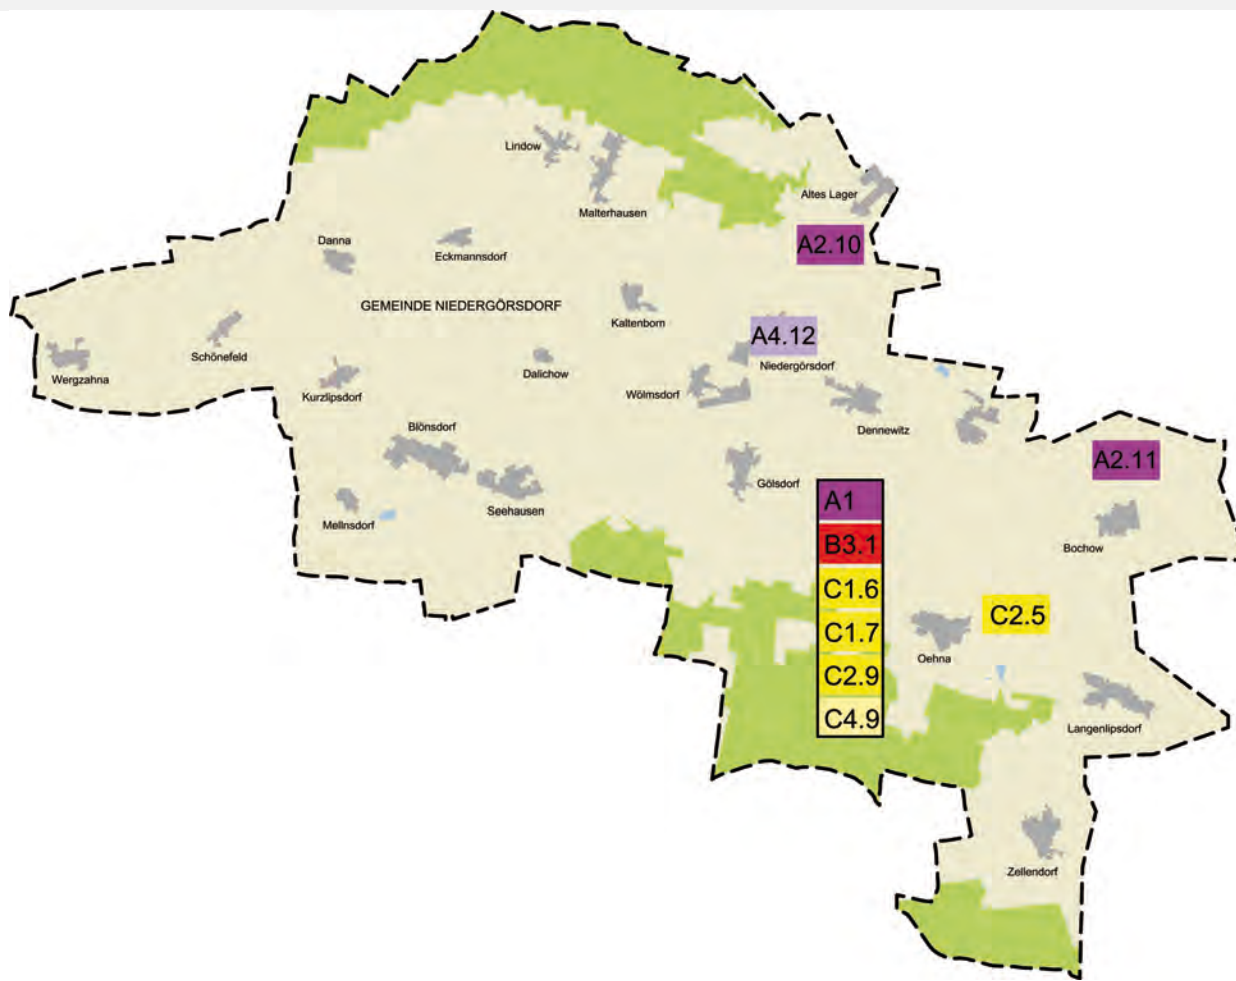 Lindow
Altes Lager
Malterhausen
Danna
A2.10
Eckmannsdorf
GEMEINDE NIEDERGÖRSDORF
Kaltenborn
A4.12
Schönefeld
Dalichow
Niedergörsdorf
Wergzahna
Kurzlipsdorf
Wölmsdorf
Blönsdorf
Dennewitz
A2.11
Gölsdorf
A1
Seehausen
Mellnsdorf
B3.1
Bochow
C1.6
C2.5
C1.7
Oehna
C2.9
C4.9
Langenlipsdorf
Zellendorf